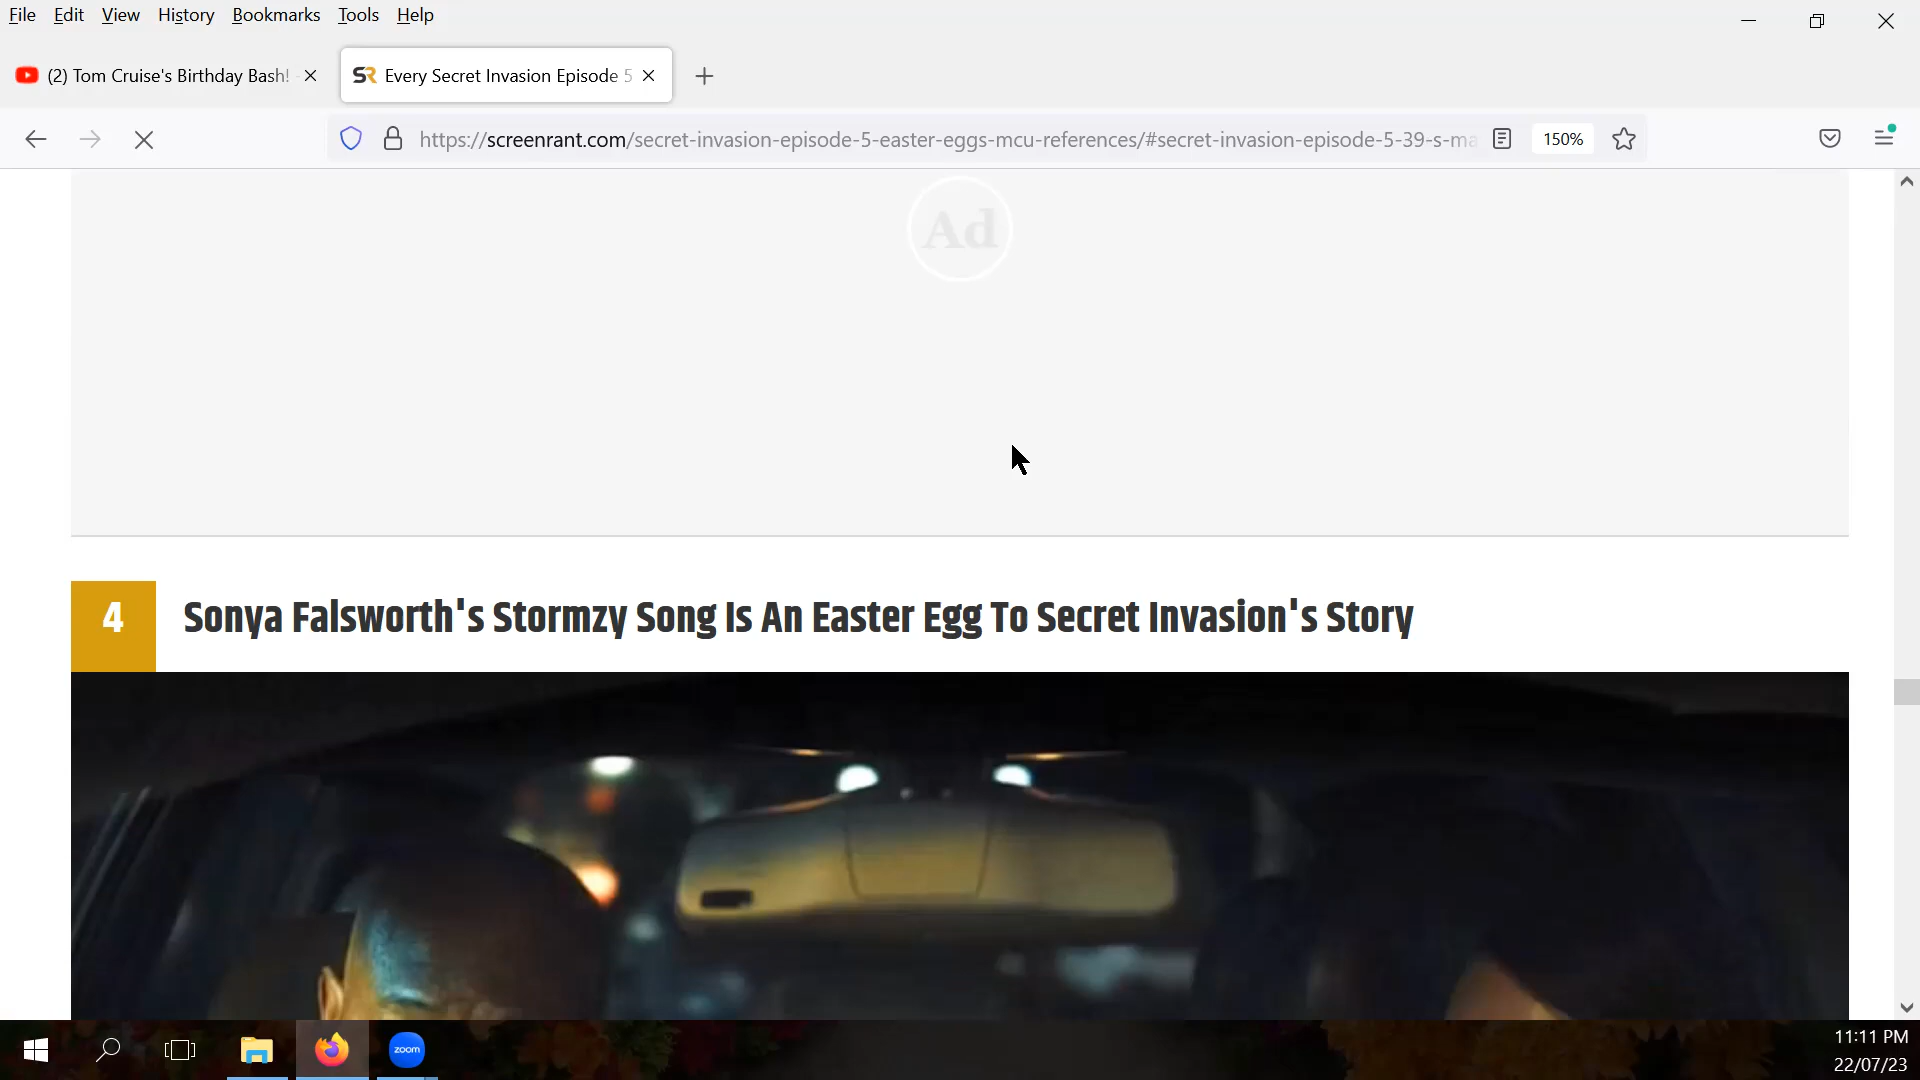 File Edit View History Bookmarks Tools Help
(2) Tom Cruise's Birthday Bash! -
SR Every Secret Invasion Episode 5
https://screenrant.com/secret-invasion-episode-5-easter-eggs-mcu-references/#secret-invasion-episode-5-39-s-ma
150%
Ad
4 Sonya Falsworth's Stormzy Song Is An Easter Egg To Secret Invasion's Story
zoom
11:11 PM
22/07/23